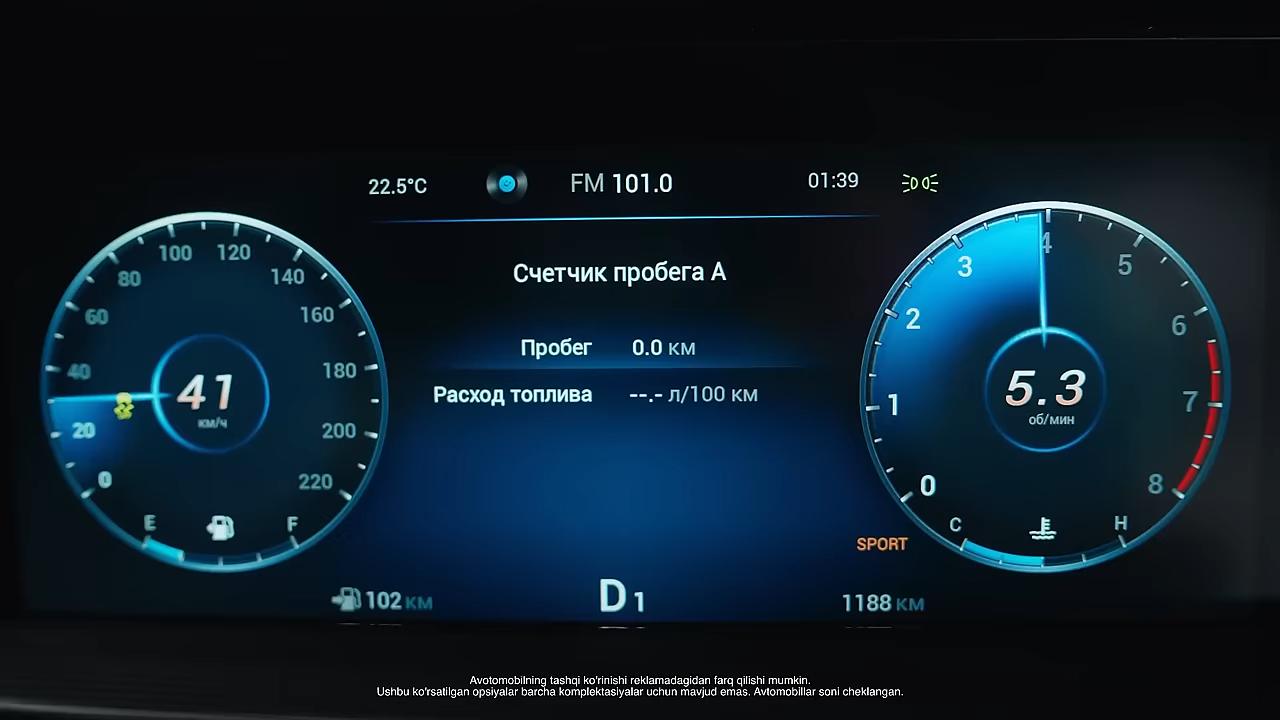 22.5°C FM 101.0 01:39
Счетчик пробега А
Пробег 0.0 км
Расход топлива --.- л/100 км
0 20 40 60 80 100 120 140 160 180 200 220
41
км/ч
E F
0 1 2 3 4 5 6 7 8
5.3
об/мин
C H
SPORT
102 км D 1 1188 км
Avotomobilning tashqi ko'rinishi reklamadagidan farq qilishi mumkin.
Ushbu ko'rsatilgan opsiyalar barcha komplektasiyalar uchun mavjud emas. Avtomobillar soni cheklangan.